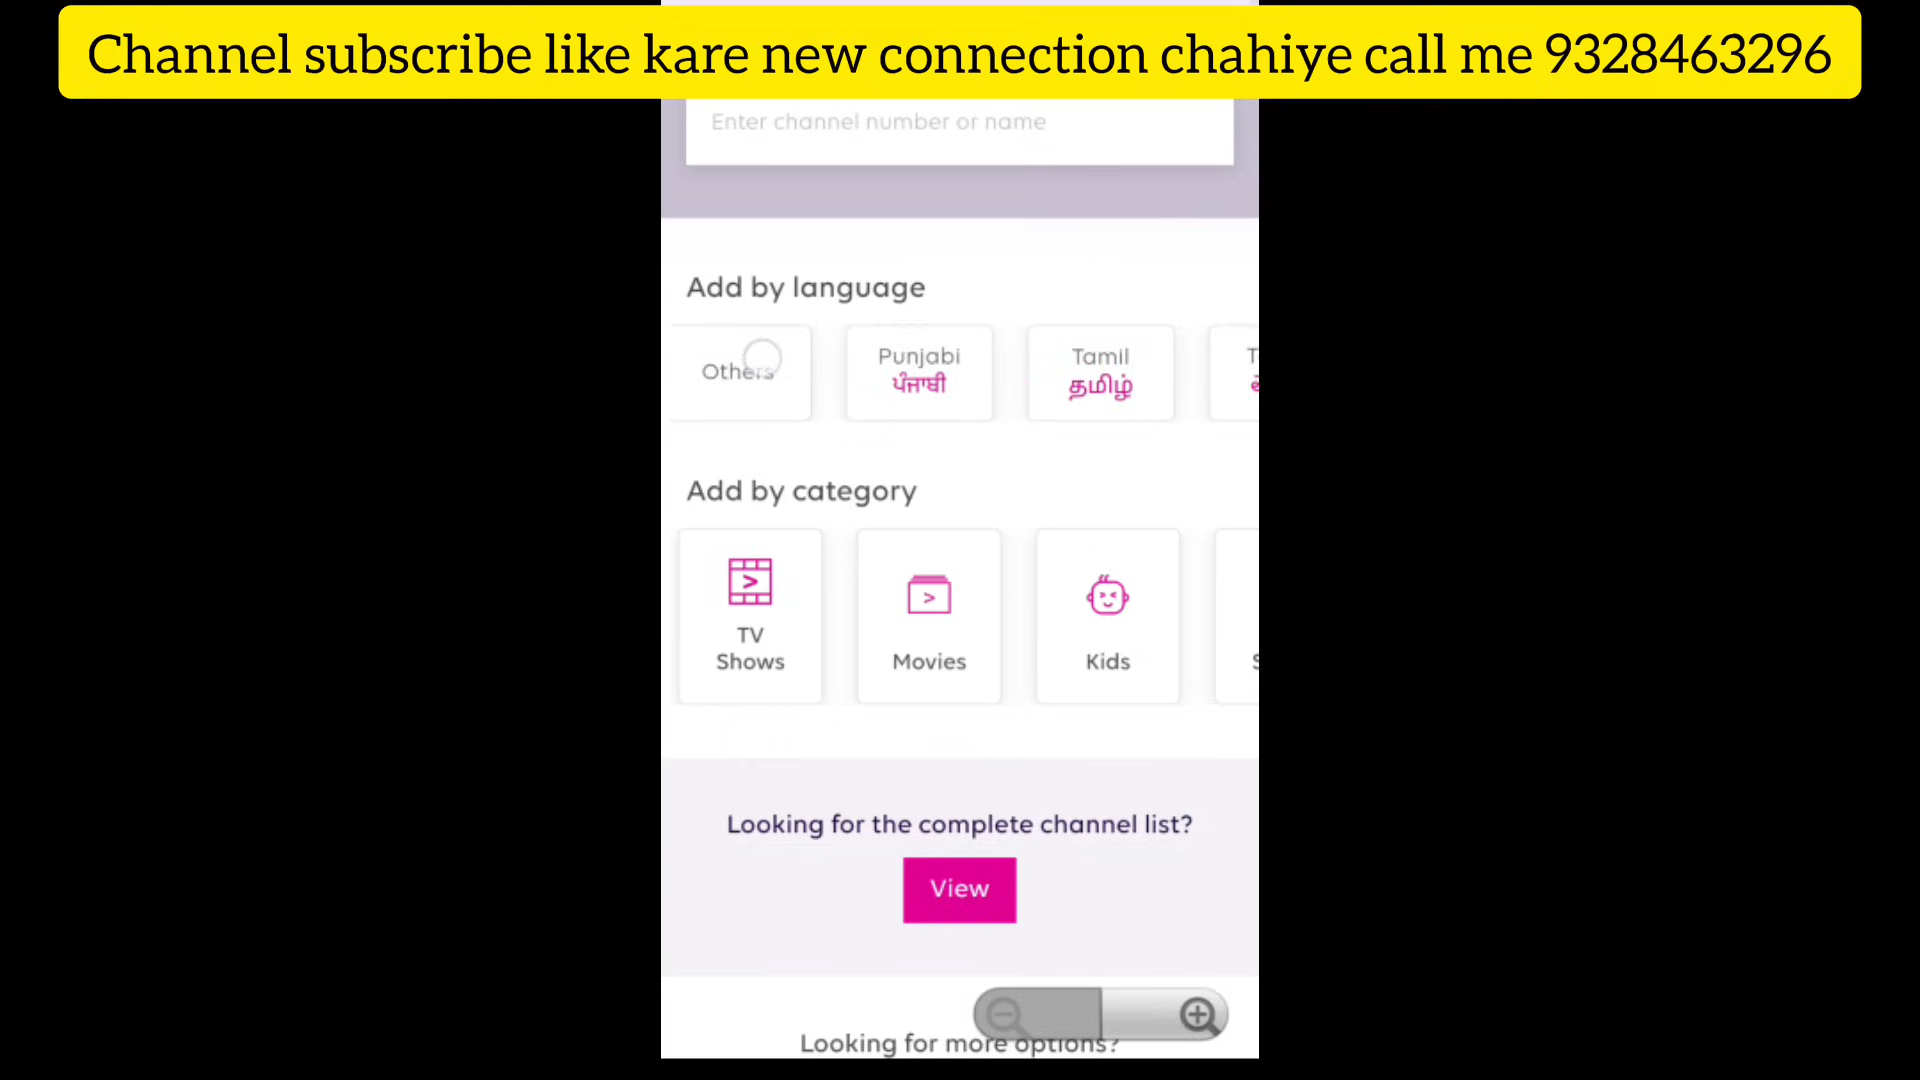 Channel subscribe like kare new connection chahiye call me 9328463296
Enter channel number or name
Add by language
Others
Punjabi
ਪੰਜਾਬੀ
Tamil
தமிழ்
Add by category
TV
Shows
Movies
Kids
Looking for the complete channel list?
View
Looking for more options?